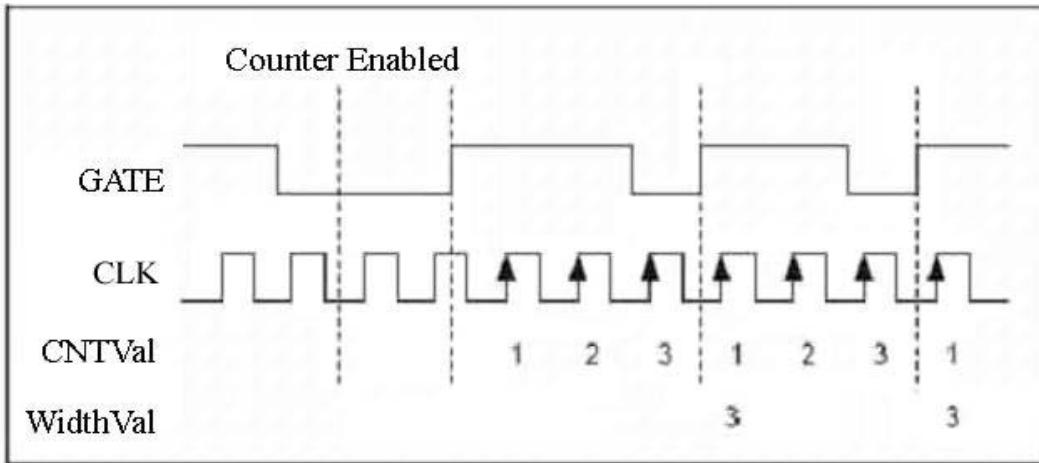 Counter Enabled
GATE
CLK
CNTVal 1 2 3 1 2 3 1
WidthVal 3 3